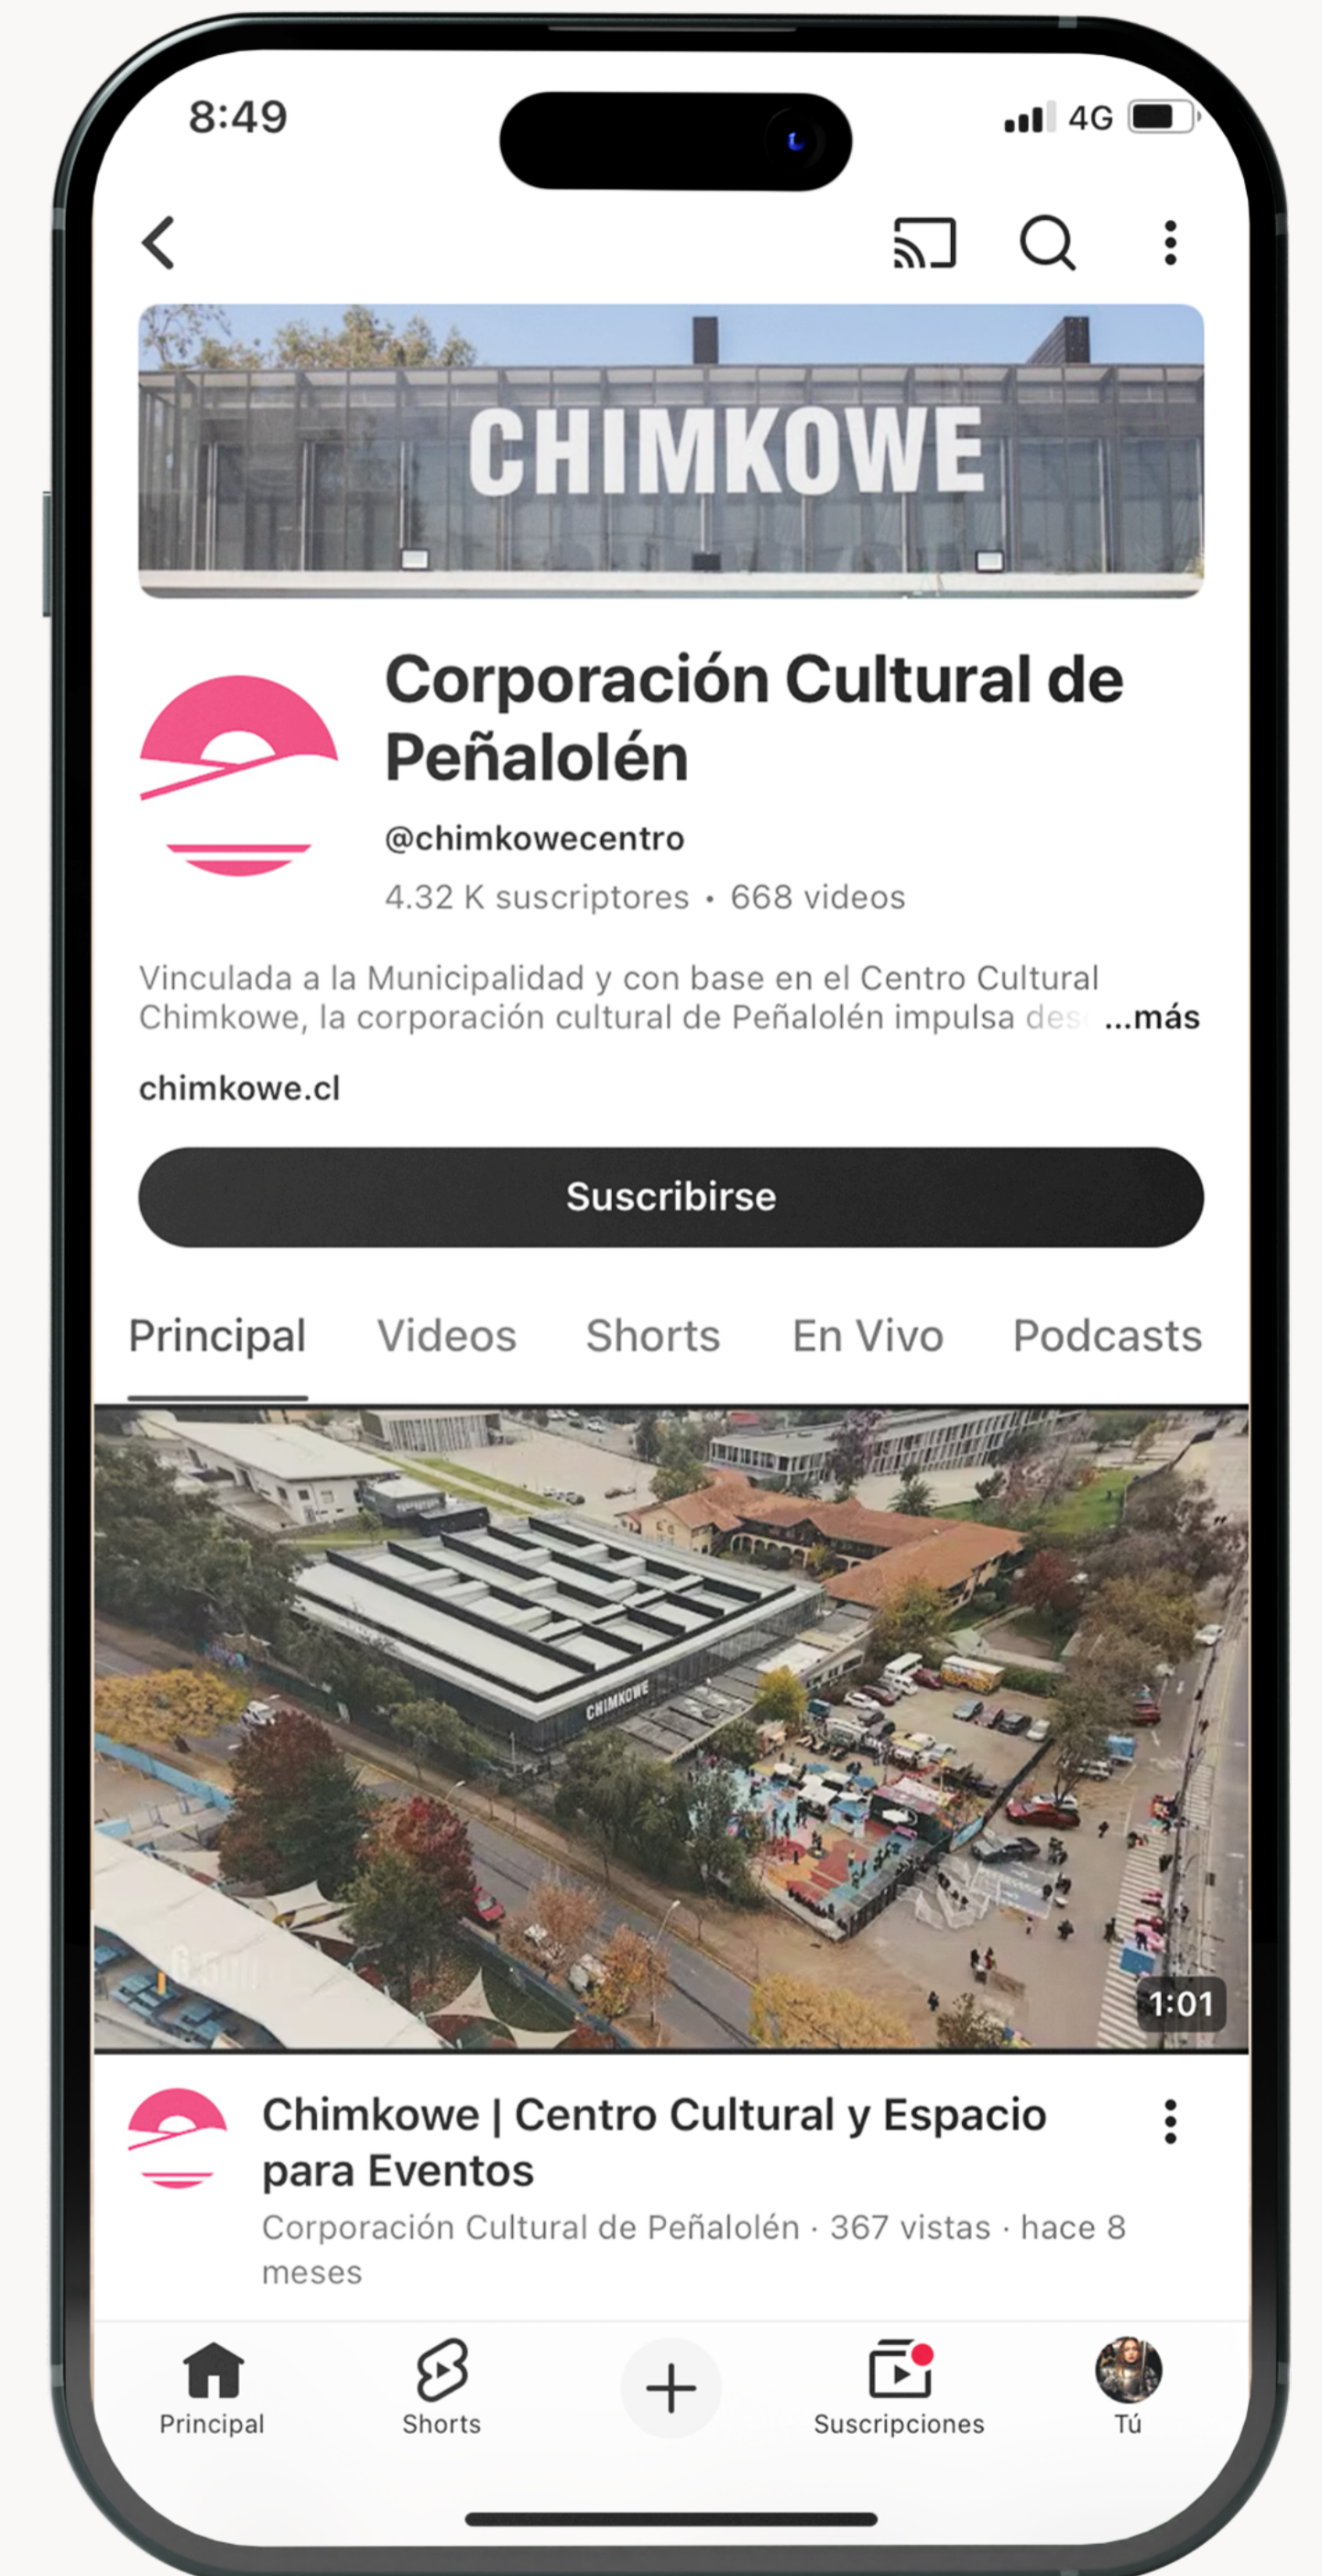 8:49
4G
CHIMKOWE
Corporación Cultural de
Peñalolén
@chimkowecentro
4.32 K suscriptores • 668 videos
Vinculada a la Municipalidad y con base en el Centro Cultural
Chimkowe, la corporación cultural de Peñalolén impulsa ...más
chimkowe.cl
Suscribirse
Principal Videos Shorts En Vivo Podcasts
CHIMKOWE
1:01
Chimkowe | Centro Cultural y Espacio
para Eventos
Corporación Cultural de Peñalolén · 367 vistas · hace 8
meses
Principal Shorts Suscripciones Tú